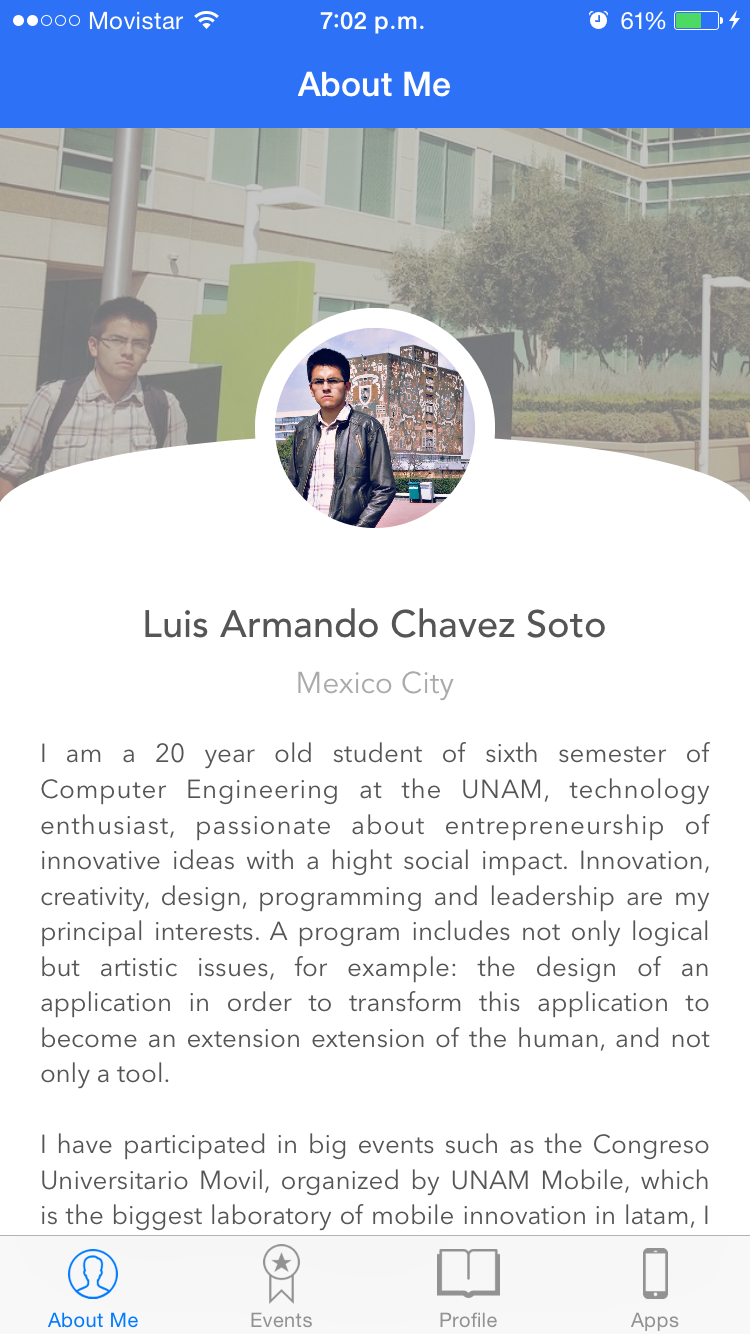 Movistar 7:02 p.m. 61%
About Me
Luis Armando Chavez Soto
Mexico City
I am a 20 year old student of sixth semester of
Computer Engineering at the UNAM, technology
enthusiast, passionate about entrepreneurship of
innovative ideas with a hight social impact. Innovation,
creativity, design, programming and leadership are my
principal interests. A program includes not only logical
but artistic issues, for example: the design of an
application in order to transform this application to
become an extension extension of the human, and not
only a tool.
I have participated in big events such as the Congreso
Universitario Movil, organized by UNAM Mobile, which
is the biggest laboratory of mobile innovation in latam, I
About Me Events Profile Apps